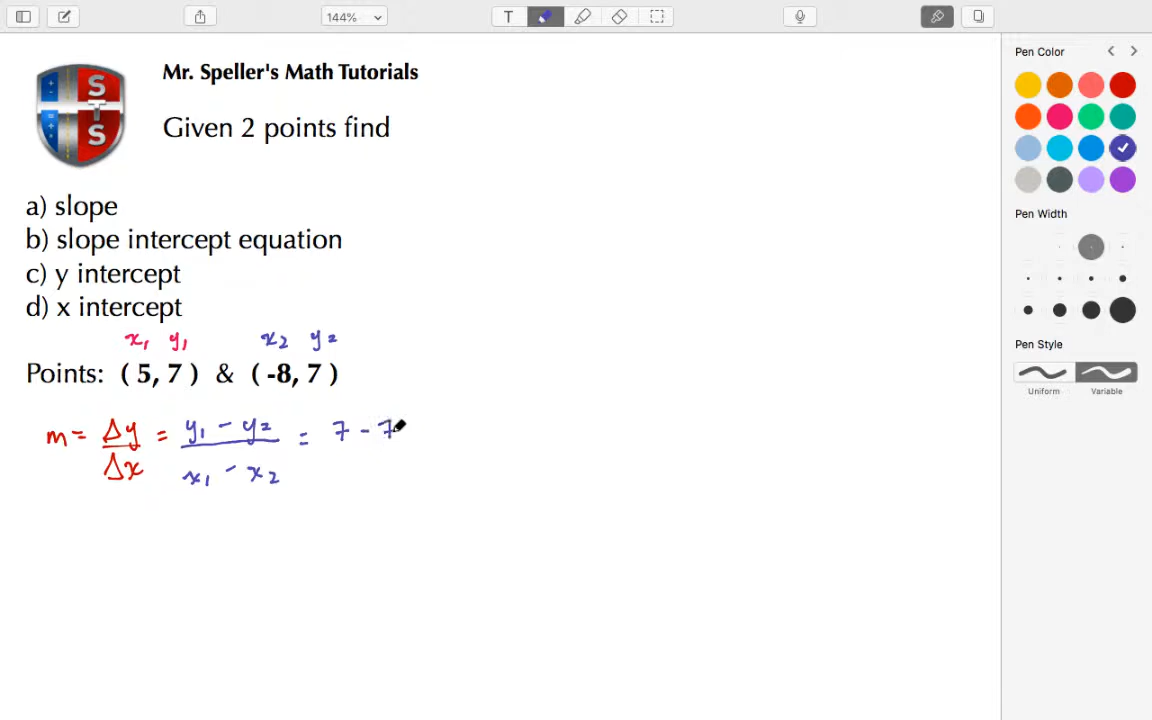 144%
T
Pen Color
Mr. Speller's Math Tutorials
STS
Given 2 points find
Pen Width
a) slope
b) slope intercept equation
c) y intercept
d) x intercept
Pen Style
x₁ y₁ x₂ y₂
Points: ( 5, 7 ) & ( -8, 7 )
Uniform Variable
m = Δy/Δx = y₁ - y₂/x₁ - x₂ = 7 - 7